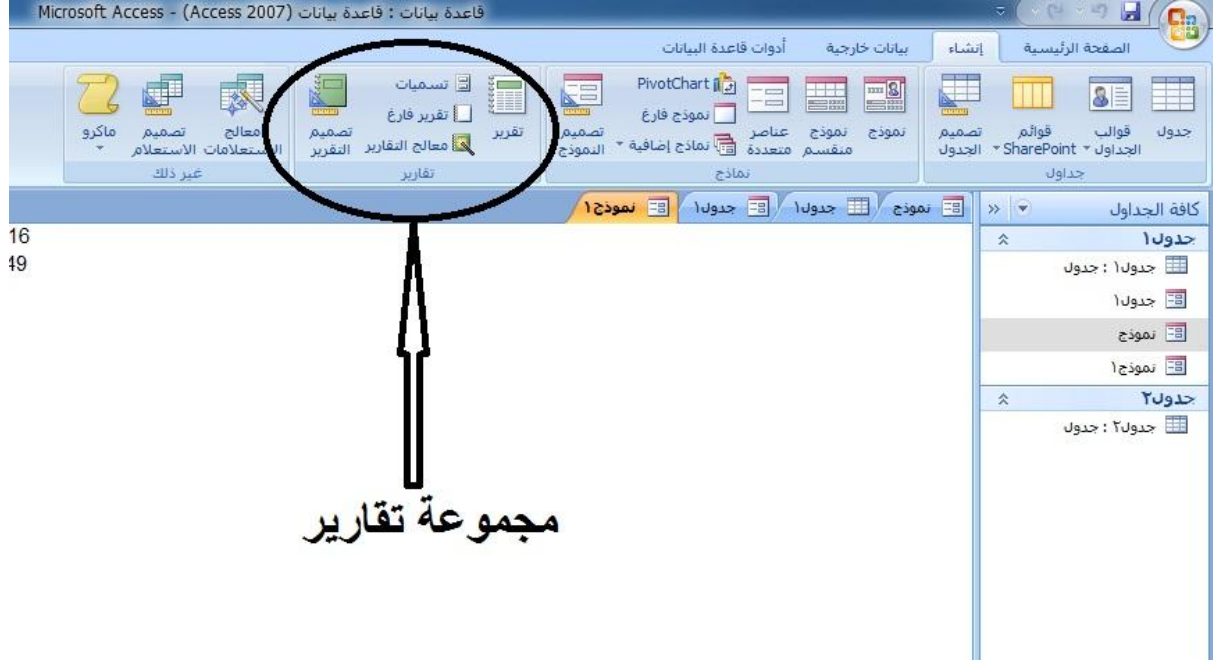 قاعدة بيانات : قاعدة بيانات (Access 2007) - Microsoft Access
الصفحة الرئيسية إنشاء بيانات خارجية أدوات قاعدة البيانات
جدول
قوالب الجداول
قوائم SharePoint
تصميم الجدول
جداول
نموذج
نموذج منقسم
عناصر متعددة
PivotChart
نموذج فارغ
نماذج إضافية
تصميم النموذج
نماذج
تقرير
تسميات
تقرير فارغ
معالج التقارير
تصميم التقرير
تقارير
معالج الاستعلامات
تصميم الاستعلام
ماكرو
غير ذلك
كافة الجداول
جدول١
جدول١ : جدول
جدول١
نموذج
نموذج١
جدول٢
جدول٢ : جدول
نموذج جدول١ جدول١ نموذج١
16
49
مجموعة تقارير